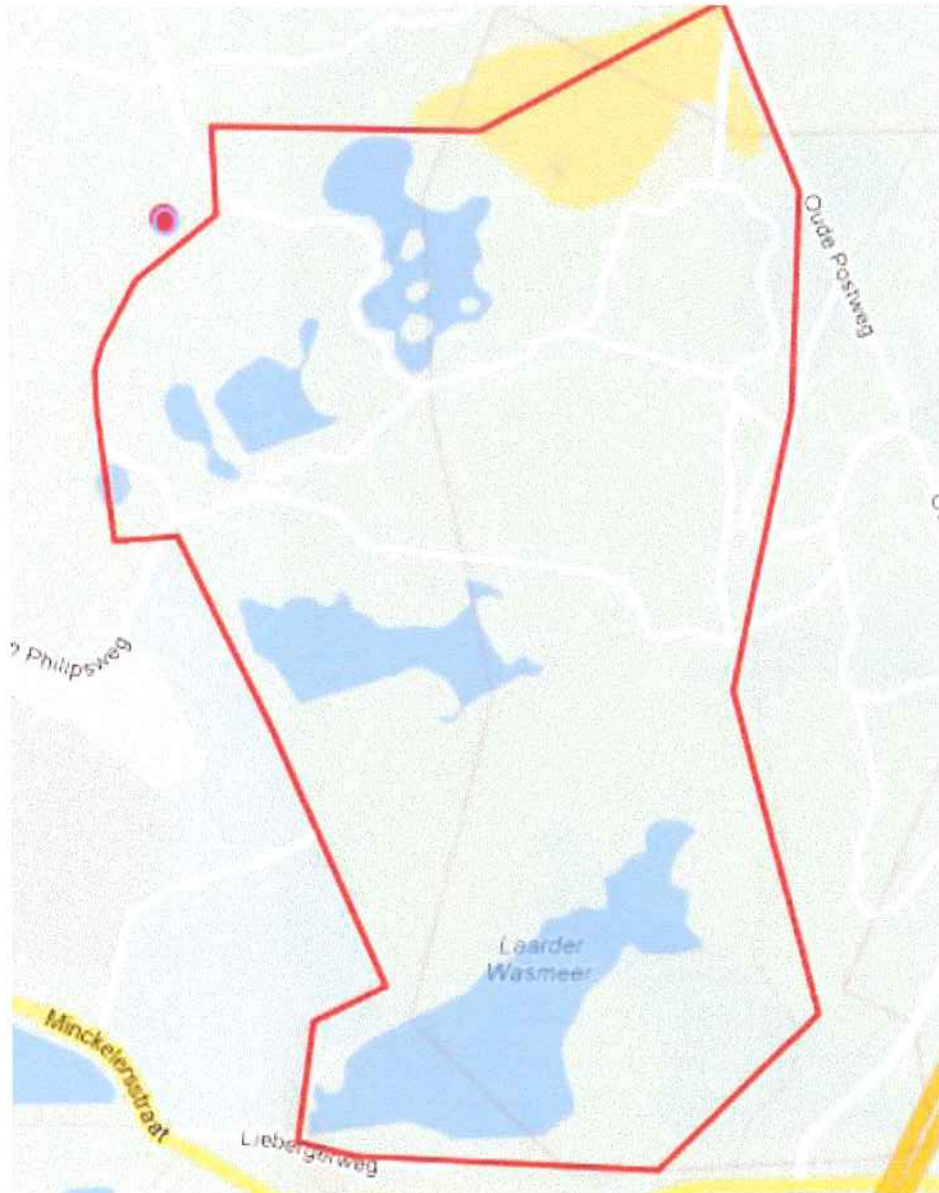 Oude Postweg
Philipsweg
Laarder
Wasmeer
Minckelersstraat
Liebergerweg